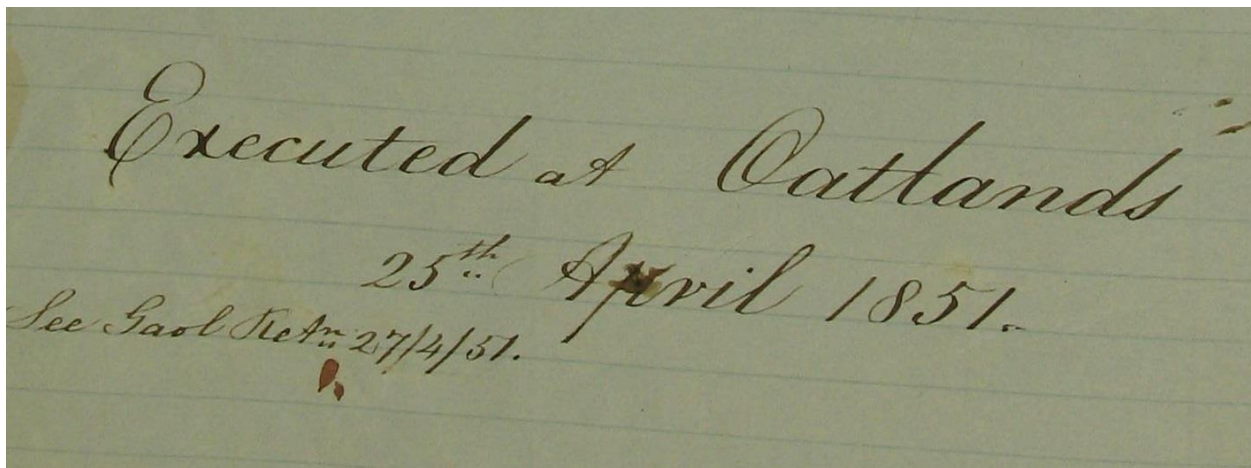 Executed at Oatlands
25th April 1851.
See Gaol Retn 27/4/51.